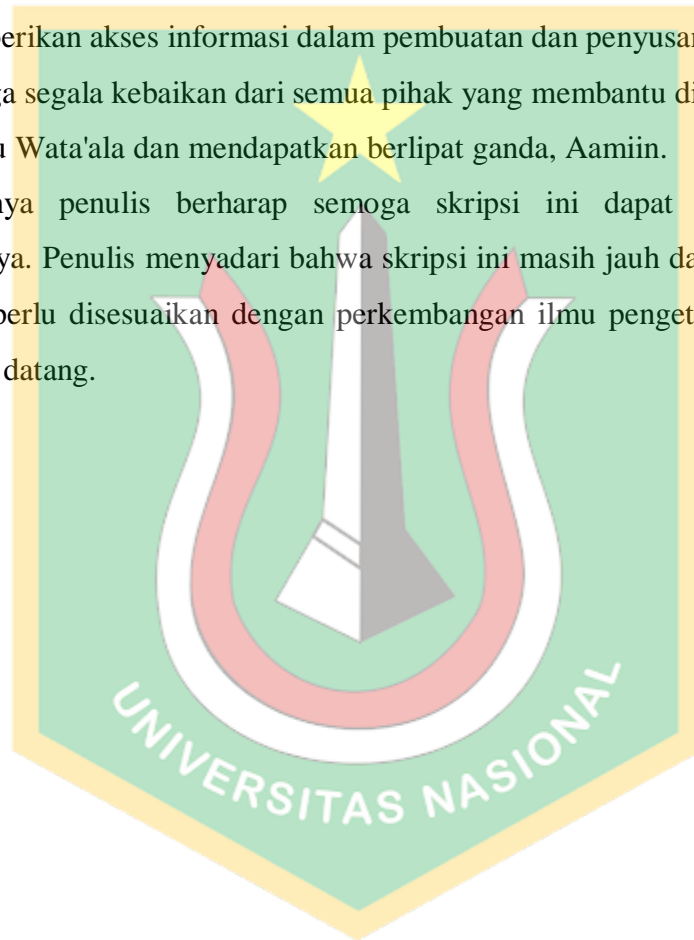 berikan akses informasi dalam pembuatan dan penyusan
ga segala kebaikan dari semua pihak yang membantu di
u Wata'ala dan mendapatkan berlipat ganda, Aamiin.
nya penulis berharap semoga skripsi ini dapat
ya. Penulis menyadari bahwa skripsi ini masih jauh da
perlu disesuaikan dengan perkembangan ilmu penget
datang.
UNIVERSITAS NASIONAL